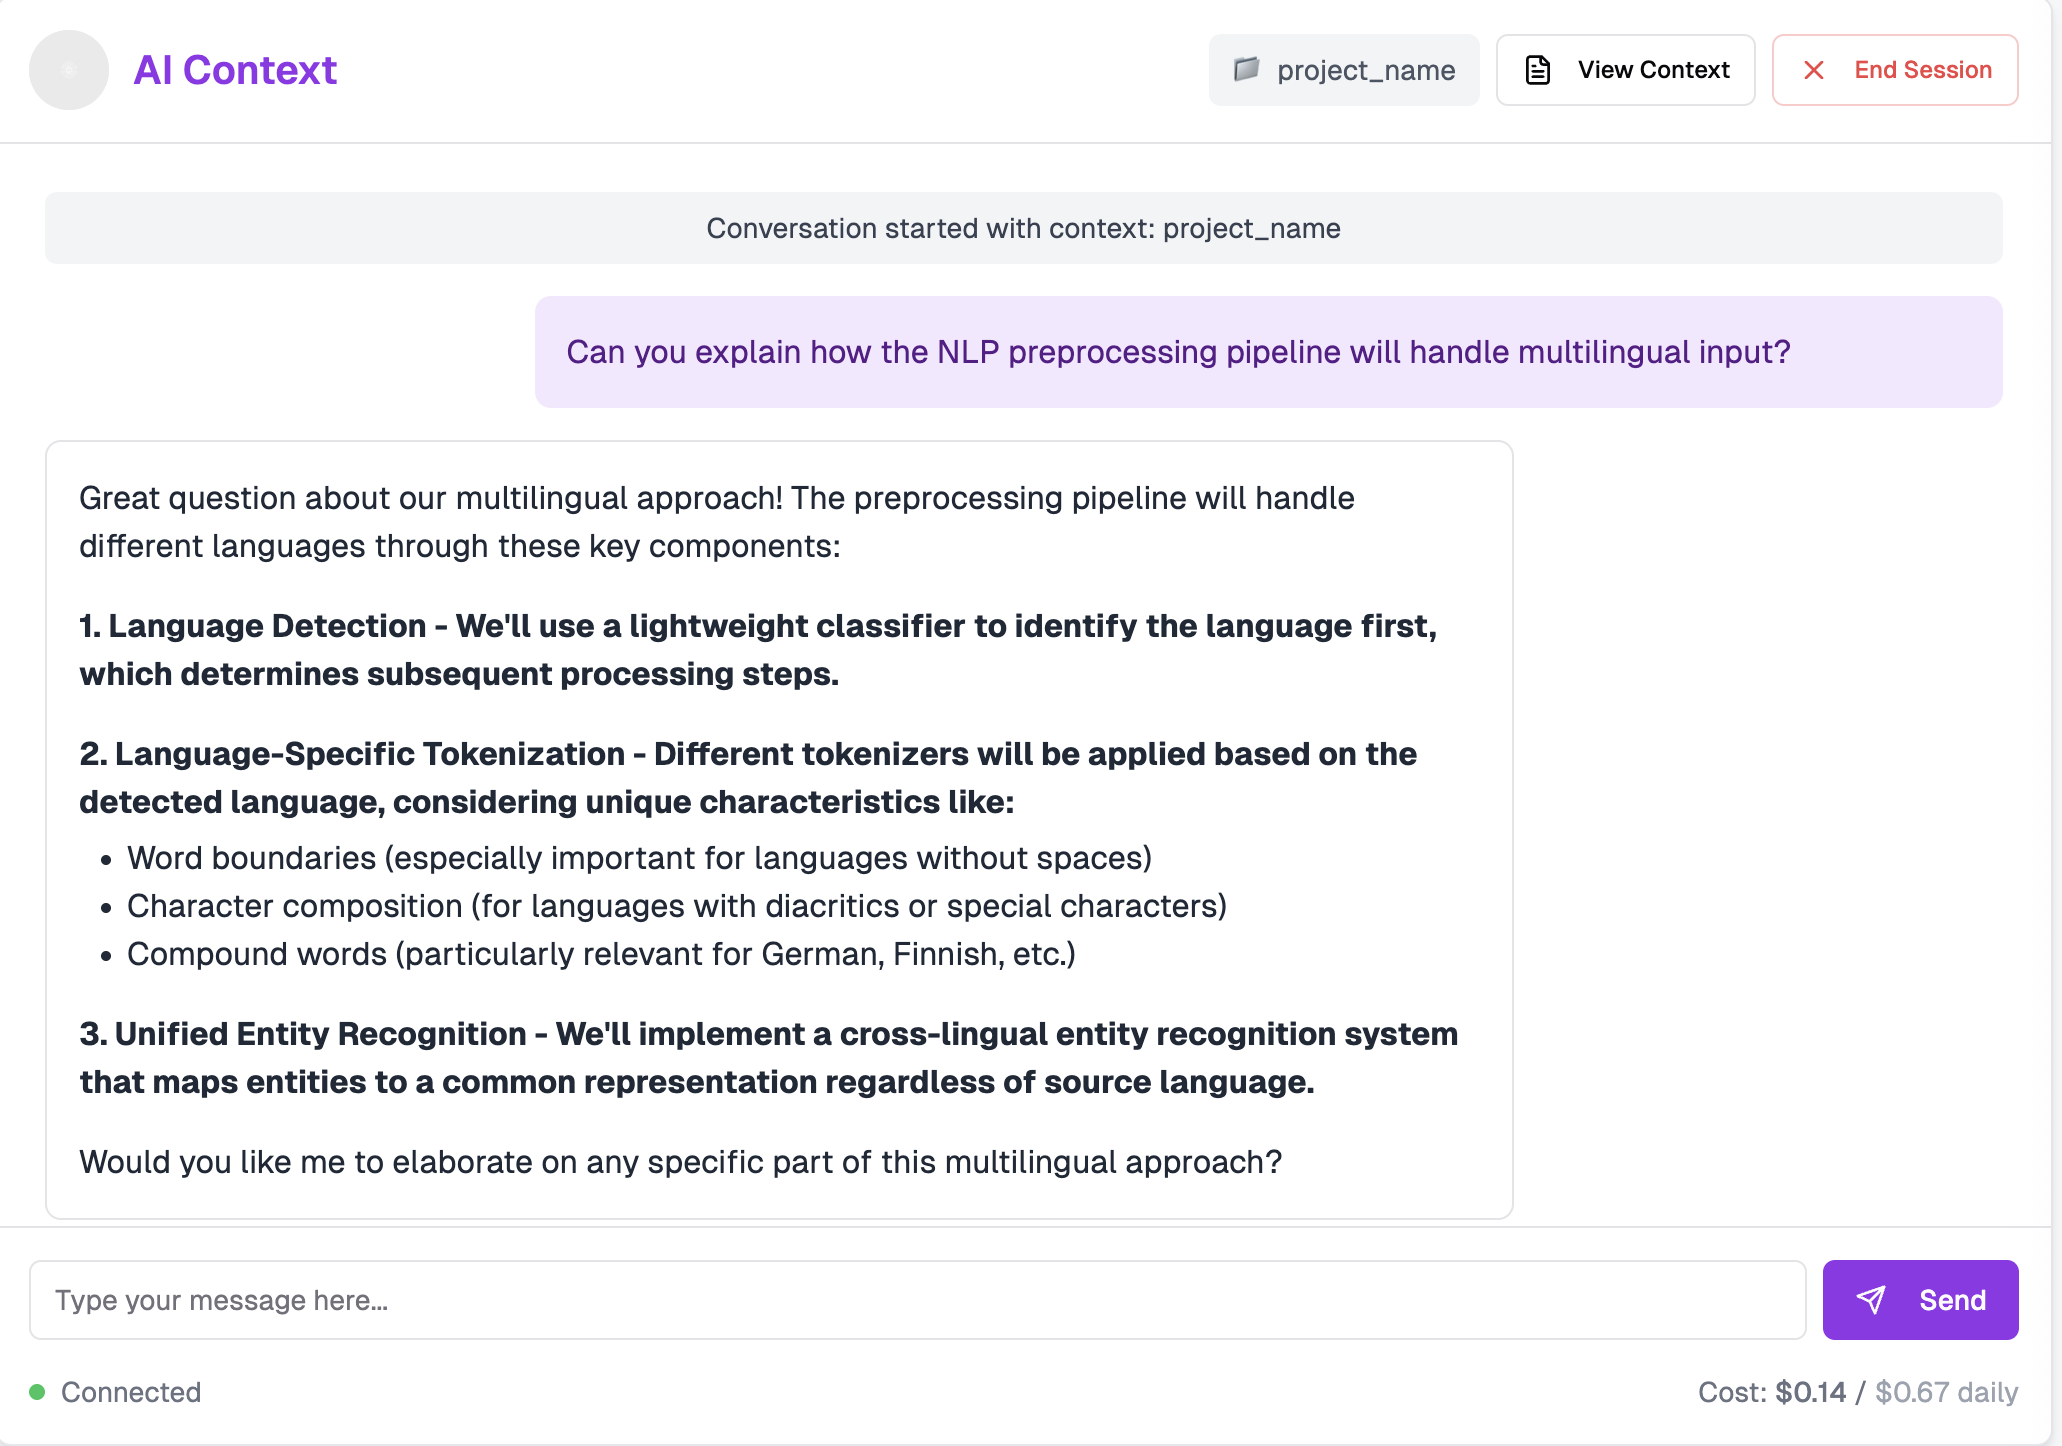 AI Context
project_name
View Context
End Session
Conversation started with context: project_name
Can you explain how the NLP preprocessing pipeline will handle multilingual input?
Great question about our multilingual approach! The preprocessing pipeline will handle
different languages through these key components:
1. Language Detection - We'll use a lightweight classifier to identify the language first,
which determines subsequent processing steps.
2. Language-Specific Tokenization - Different tokenizers will be applied based on the
detected language, considering unique characteristics like:
• Word boundaries (especially important for languages without spaces)
• Character composition (for languages with diacritics or special characters)
• Compound words (particularly relevant for German, Finnish, etc.)
3. Unified Entity Recognition - We'll implement a cross-lingual entity recognition system
that maps entities to a common representation regardless of source language.
Would you like me to elaborate on any specific part of this multilingual approach?
Type your message here...
Send
Connected
Cost: $0.14 / $0.67 daily